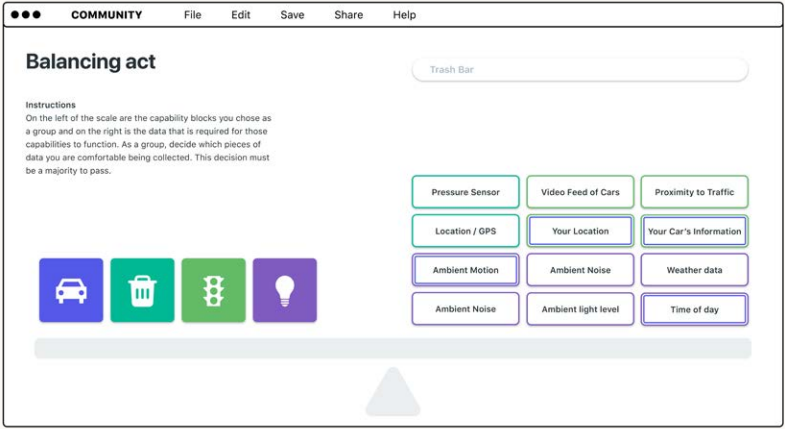 COMMUNITY File Edit Save Share Help
Balancing act
Trash Bar
Instructions
On the left of the scale are the capability blocks you chose as
a group and on the right is the data that is required for those
capabilities to function. As a group, decide which pieces of
data you are comfortable being collected. This decision must
be a majority to pass.
Pressure Sensor Video Feed of Cars Proximity to Traffic
Location / GPS Your Location Your Car's Information
Ambient Motion Ambient Noise Weather data
Ambient Noise Ambient light level Time of day